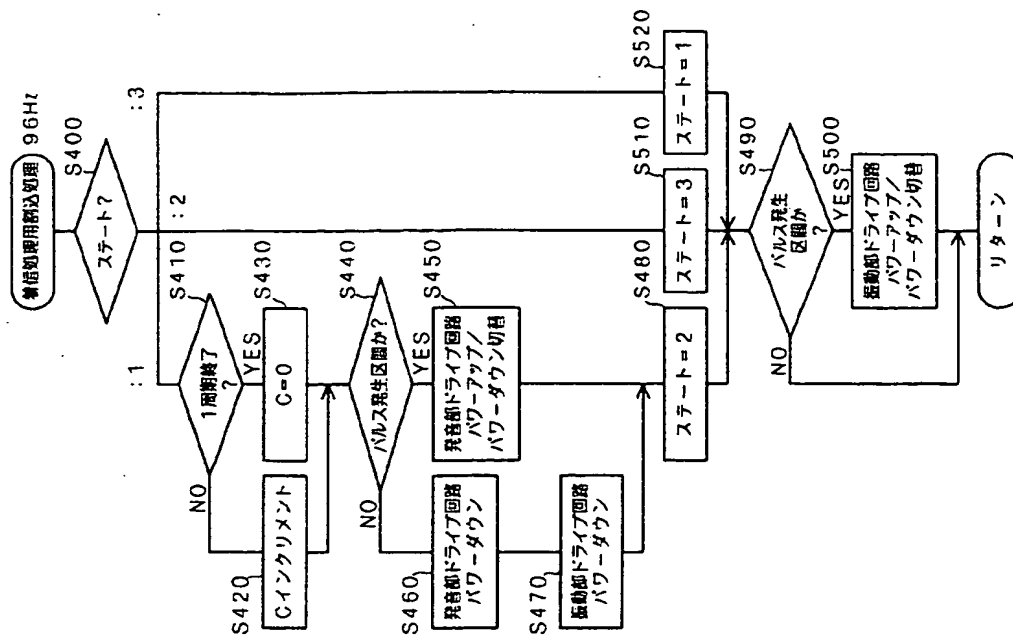 着信処理用割込処理 96Hz
S400
ステート?
:1
:2
:3
S410
1周期終了
?
NO
YES
S420
Cインクリメント
S430
C=0
S440
パルス発生区間か?
NO
YES
S450
発音部ドライブ回路
パワーアップ/
パワーダウン切替
S460
発音部ドライブ回路
パワーダウン
S470
振動部ドライブ回路
パワーダウン
S480
ステート=2
S510
ステート=3
S520
ステート=1
S490
パルス発生
区間か
?
NO
YES
S500
振動部ドライブ回路
パワーアップ/
パワーダウン切替
リターン